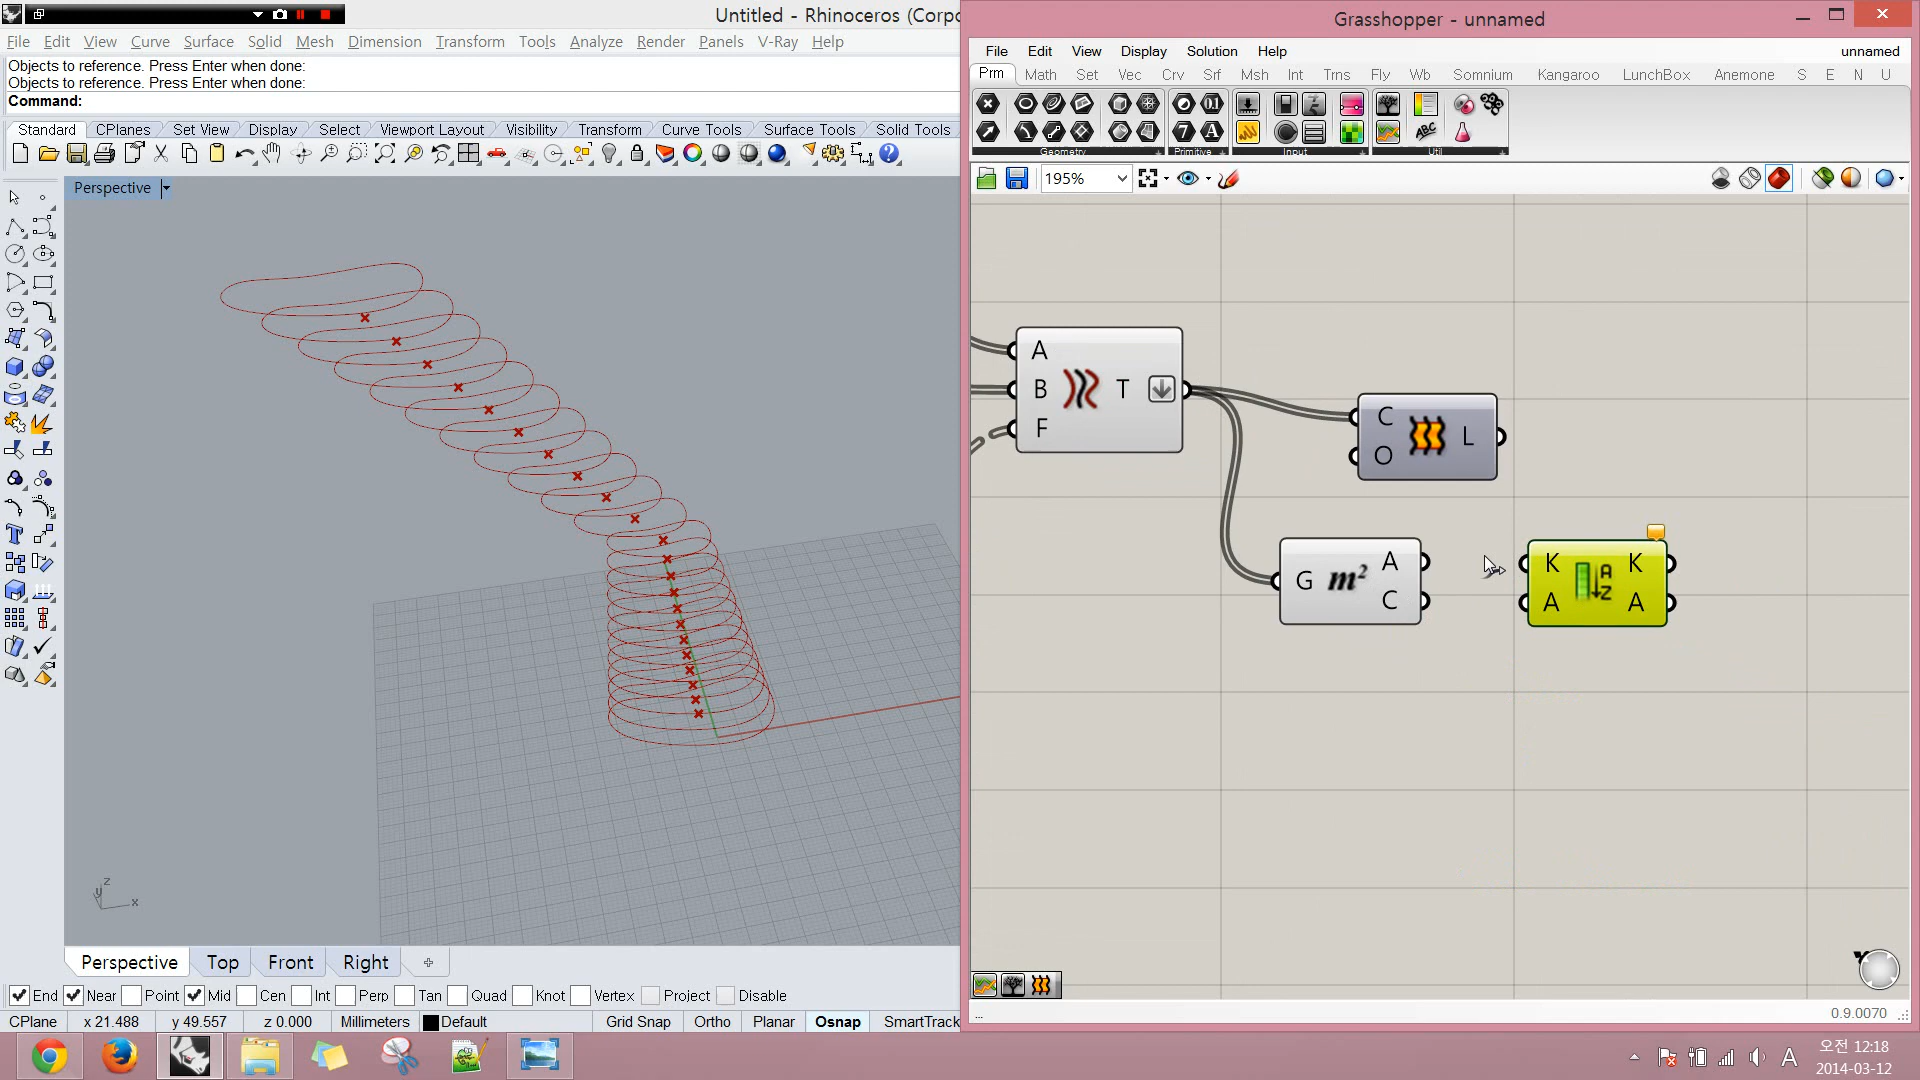 Untitled - Rhinoceros (Corpo
File Edit View Curve Surface Solid Mesh Dimension Transform Tools Analyze Render Panels V-Ray Help
Objects to reference. Press Enter when done:
Objects to reference. Press Enter when done:
Command:
Standard CPlanes Set View Display Select Viewport Layout Visibility Transform Curve Tools Surface Tools Solid Tools
Perspective
z
y
x
Perspective Top Front Right
End Near Point Mid Cen Int Perp Tan Quad Knot Vertex Project Disable
CPlane x 21.488 y 49.557 z 0.000 Millimeters Default Grid Snap Ortho Planar Osnap SmartTrack
Grasshopper - unnamed
File Edit View Display Solution Help unnamed
Prm Math Set Vec Crv Srf Msh Int Trns Fly Wb Somnium Kangaroo LunchBox Anemone S E N U
Geometry Primitive Input Util
195%
A
B T
F
C
O
L
G m² A
C
K A Z K
A A
... 0.9.0070
A 오전 12:18
2014-03-12